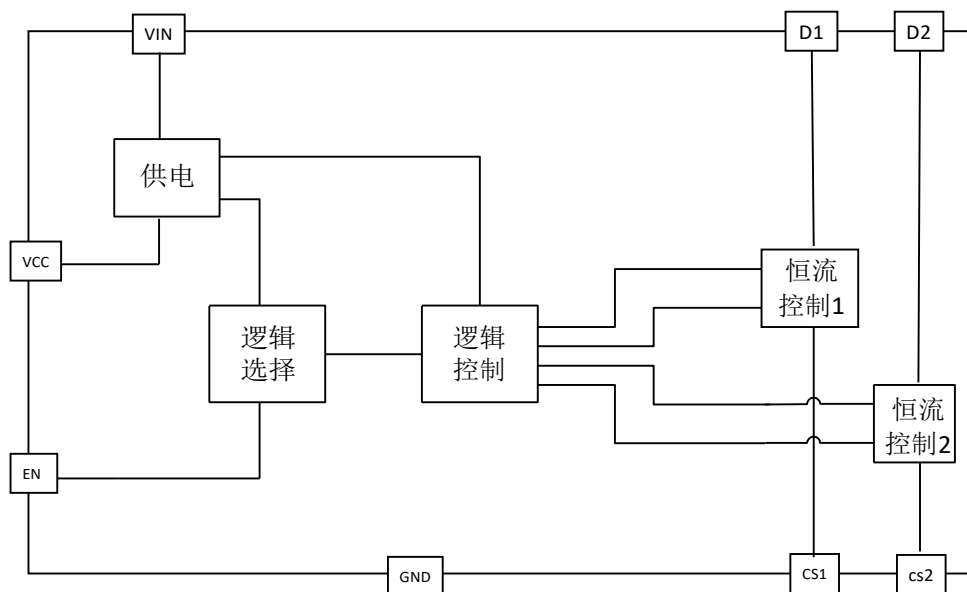 VIN
D1
D2
供电
VCC
恒流
控制1
逻辑
选择
逻辑
控制
恒流
控制2
EN
GND
CS1
cs2